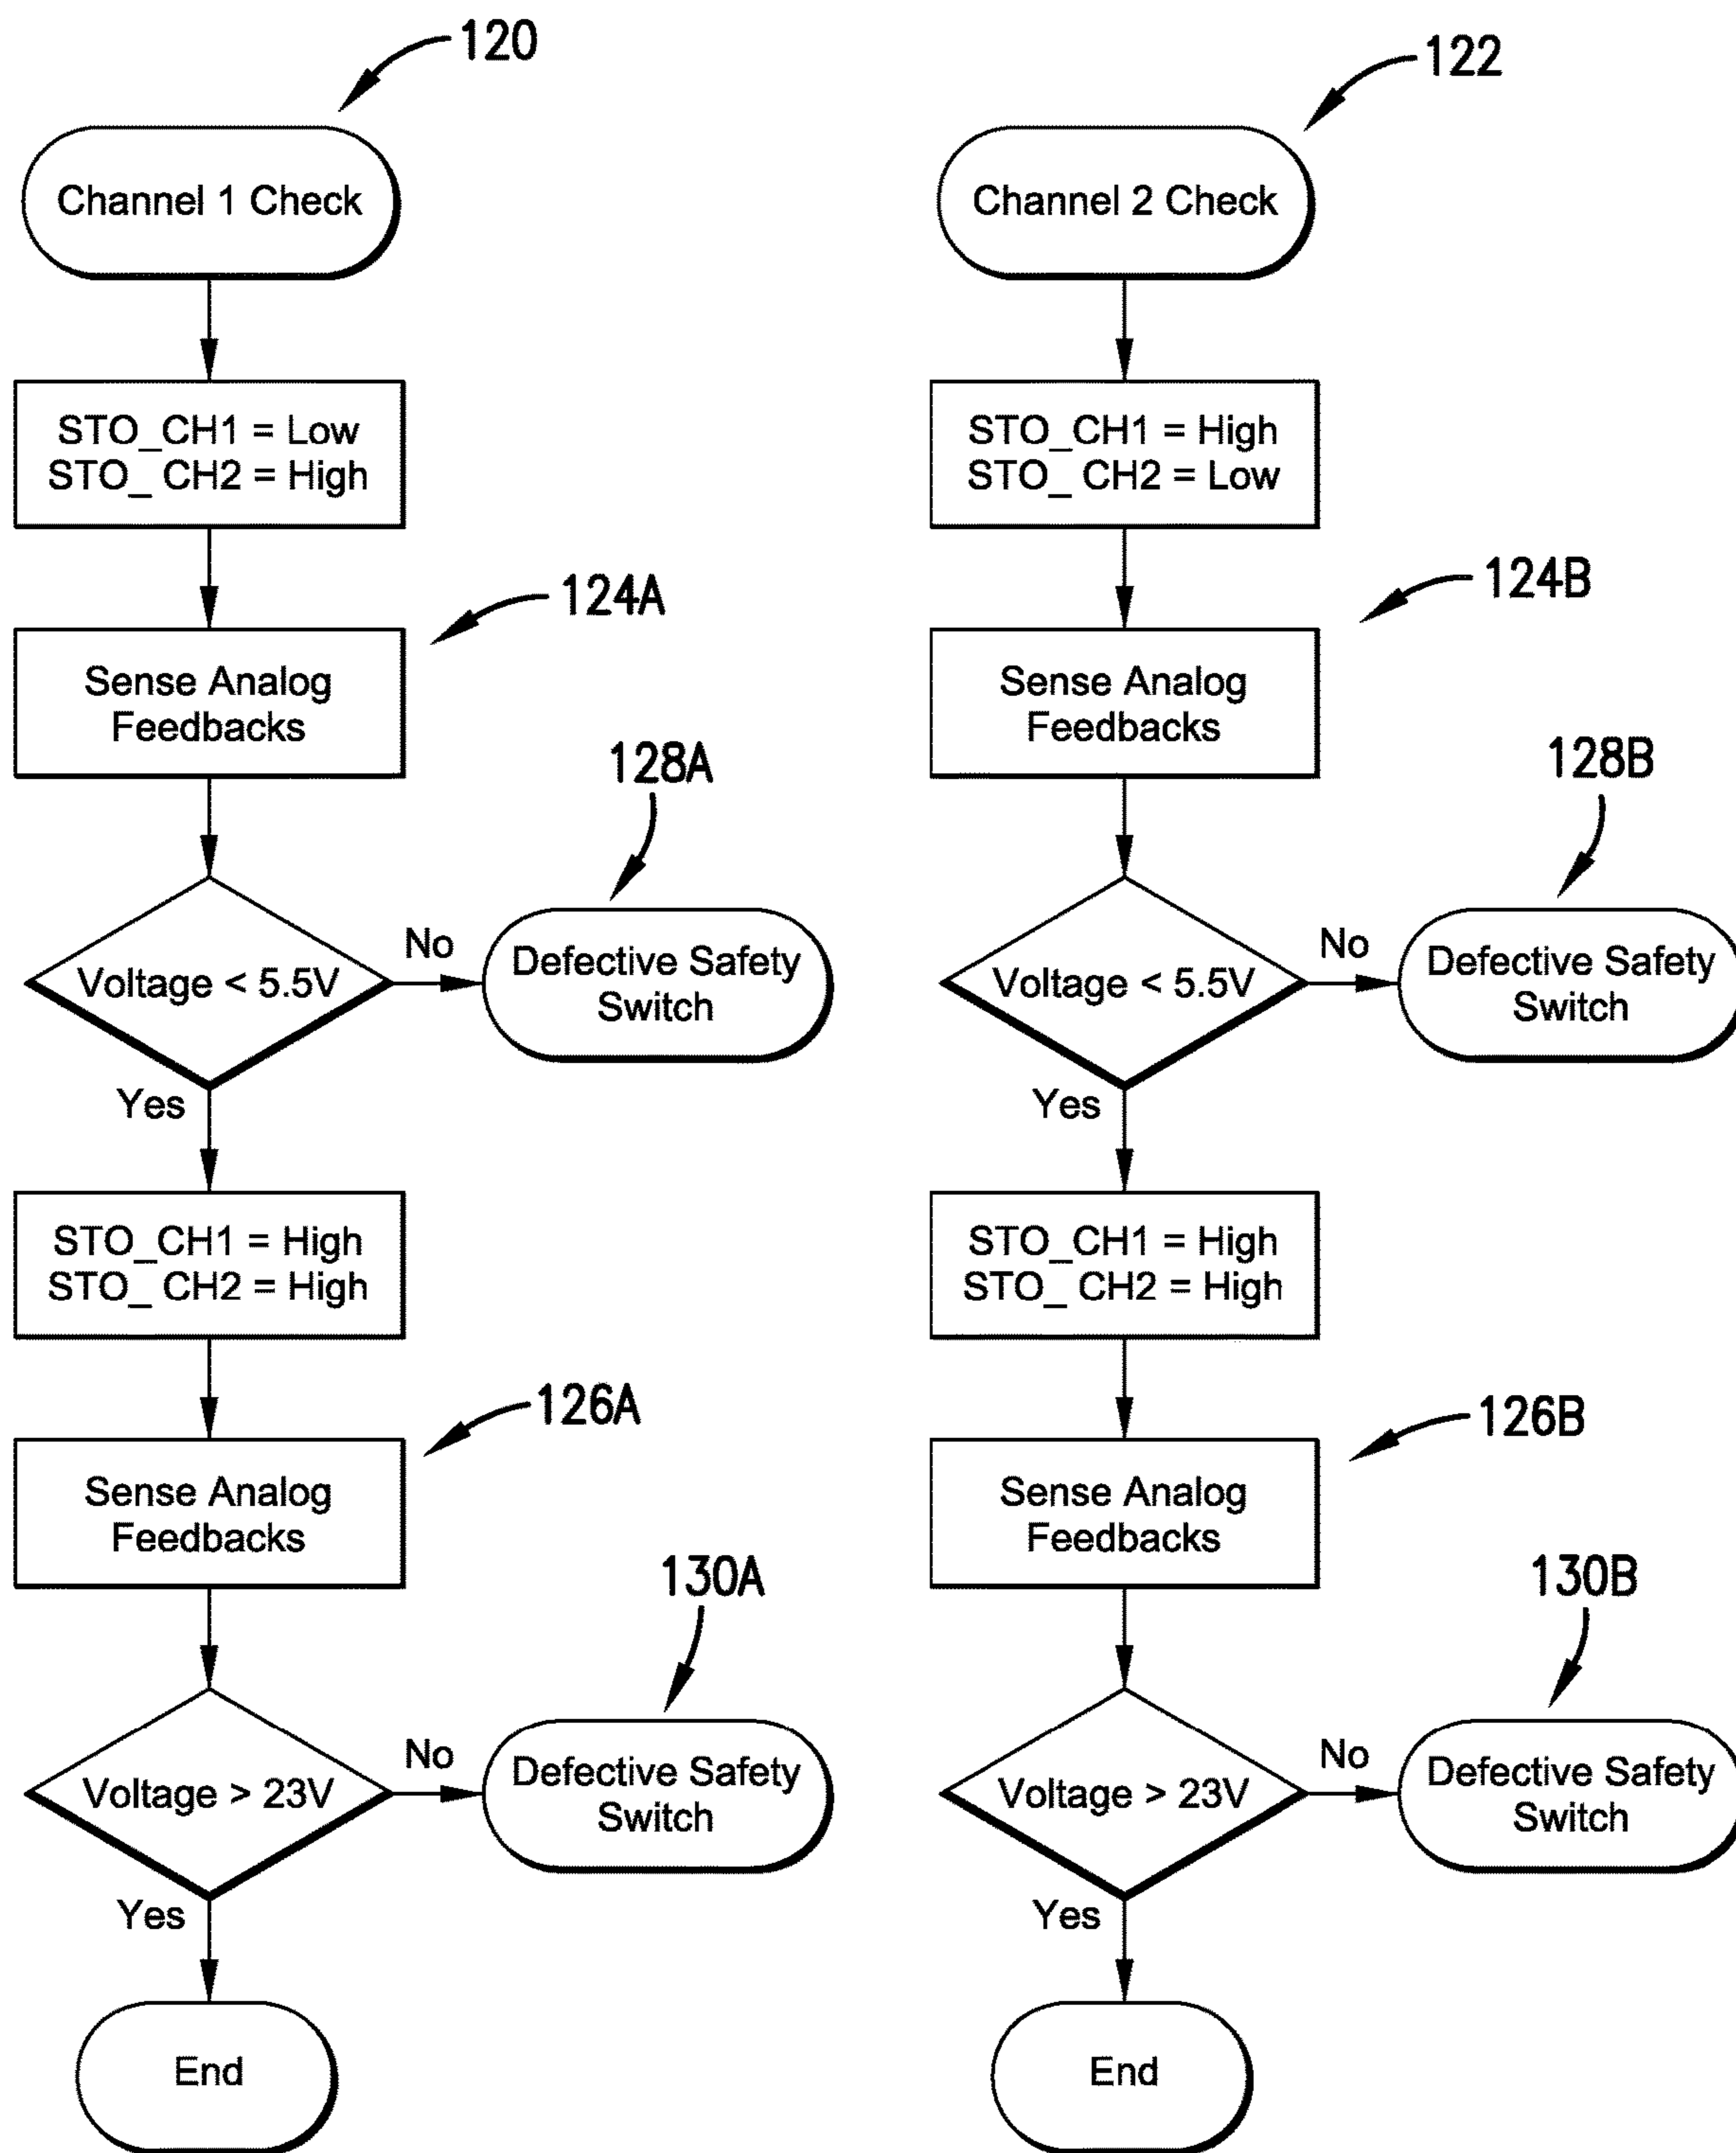 120
Channel 1 Check
STO_CH1 = Low
STO_ CH2 = High
124A
Sense Analog
Feedbacks
128A
Voltage < 5.5V
No
Defective Safety
Switch
Yes
STO_CH1 = High
STO_ CH2 = High
126A
Sense Analog
Feedbacks
130A
Voltage > 23V
No
Defective Safety
Switch
Yes
End
122
Channel 2 Check
STO_CH1 = High
STO_ CH2 = Low
124B
Sense Analog
Feedbacks
128B
Voltage < 5.5V
No
Defective Safety
Switch
Yes
STO_CH1 = High
STO_ CH2 = High
126B
Sense Analog
Feedbacks
130B
Voltage > 23V
No
Defective Safety
Switch
Yes
End